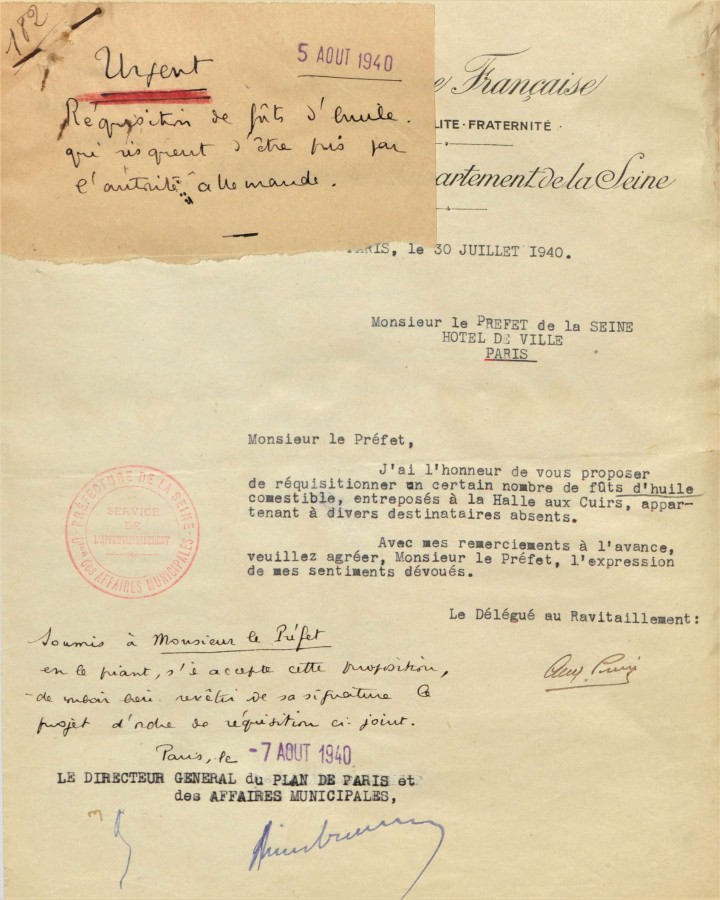 182
Urgent
5 AOUT 1940
Réquisition de fûts d'huile.
qui risquent d'être pris par
l'autorité allemande.
e Française
LITE-FRATERNITÉ
partement de la Seine
PARIS, le 30 JUILLET 1940.
Monsieur le PREFET de la SEINE
HOTEL DE VILLE
PARIS
Monsieur le Préfet,
J'ai l'honneur de vous proposer
de réquisitionner un certain nombre de fûts d'huile
comestible, entreposés à la Halle aux Cuirs, appar-
tenant à divers destinataires absents.
Avec mes remerciements à l'avance,
veuillez agréer, Monsieur le Préfet, l'expression
de mes sentiments dévoués.
Le Délégué au Ravitaillement:
PRÉFECTURE DE LA SEINE
SERVICE
DE
L'APPROVISIONNEMENT
Don DES AFFAIRES MUNICIPALES
Soumis à Monsieur le Préfet
en le priant, s'il accepte cette proposition,
de vouloir bien revêtir de sa signature le
projet d'ordre de réquisition ci-joint.
Paris, le -7 AOUT 1940
LE DIRECTEUR GENERAL du PLAN DE PARIS et
des AFFAIRES MUNICIPALES,